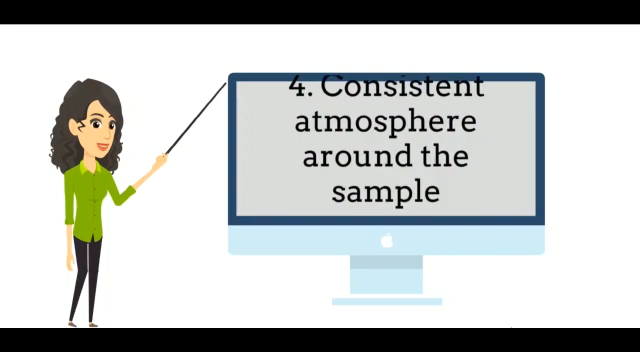 4. Consistent
atmosphere
around the
sample